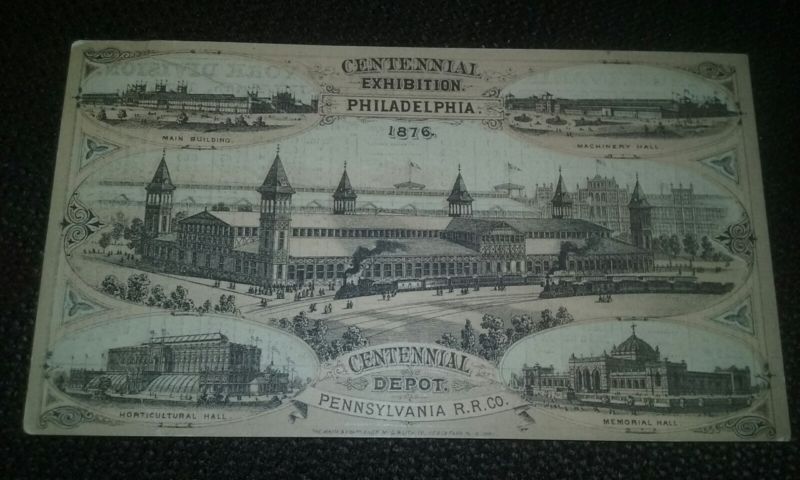 CENTENNIAL
EXHIBITION.
PHILADELPHIA.
1876.
MAIN BUILDING.
MACHINERY HALL
CENTENNIAL
DEPOT.
PENNSYLVANIA R.R.CO.
HORTICULTURAL HALL
MEMORIAL HALL